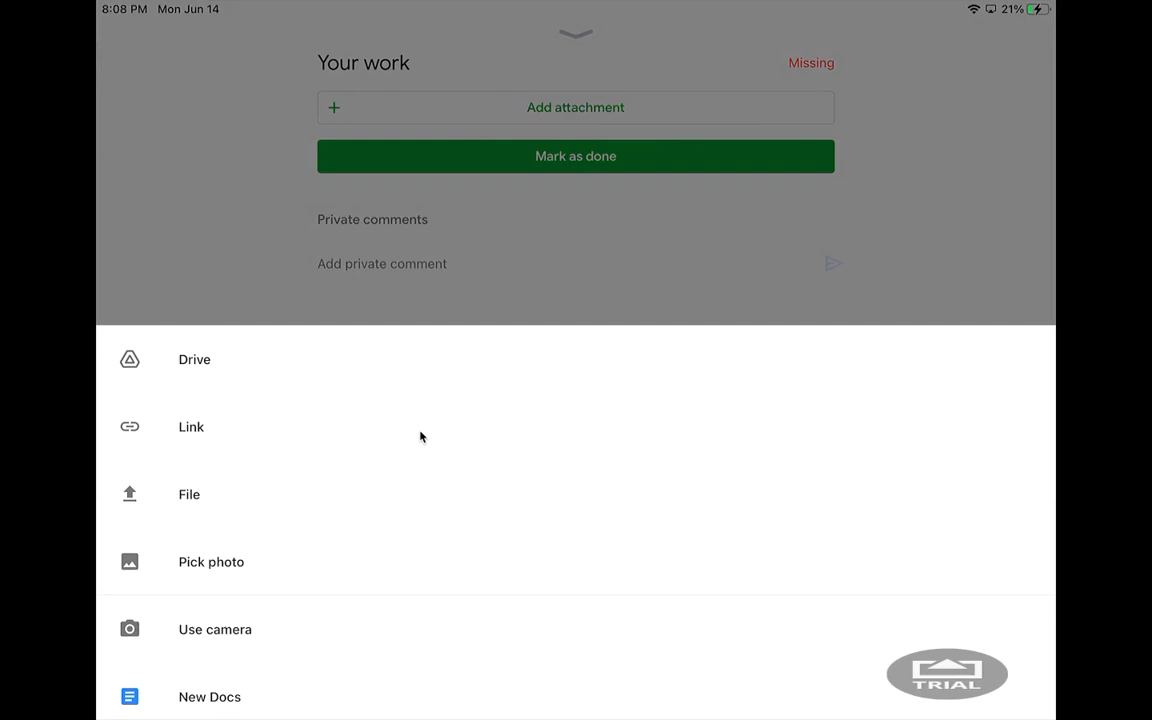 8:08 PM Mon Jun 14 21%
Your work Missing
+ Add attachment
Mark as done
Private comments
Add private comment
Drive
Link
File
Pick photo
Use camera
New Docs
TRIAL